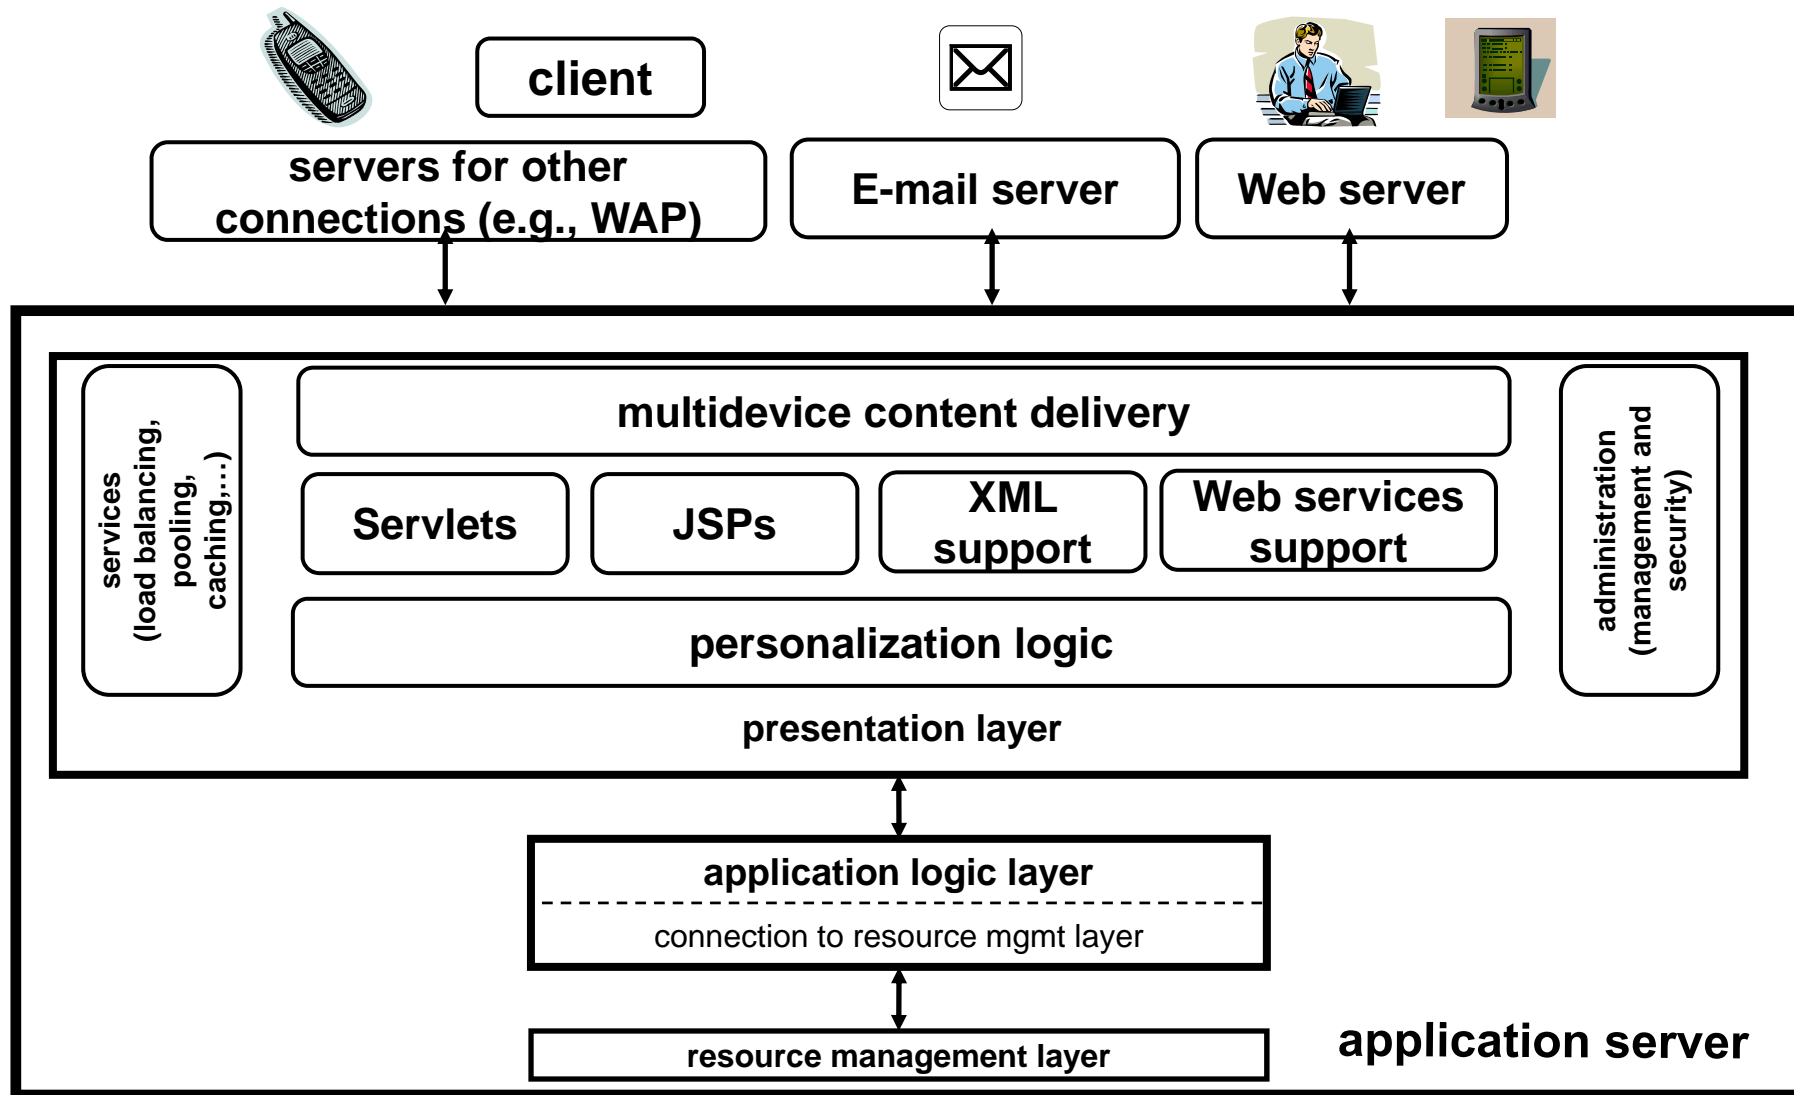 client
servers for other
connections (e.g., WAP)
E-mail server
Web server
services
(load balancing,
pooling,
caching,...)
multidevice content delivery
Servlets
JSPs
XML
support
Web services
support
personalization logic
administration
(management and
security)
presentation layer
application logic layer
connection to resource mgmt layer
resource management layer
application server